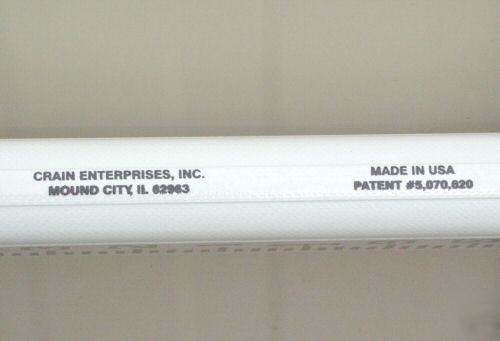 CRAIN ENTERPRISES, INC.
MOUND CITY, IL 62963
MADE IN USA
PATENT #5,070,620